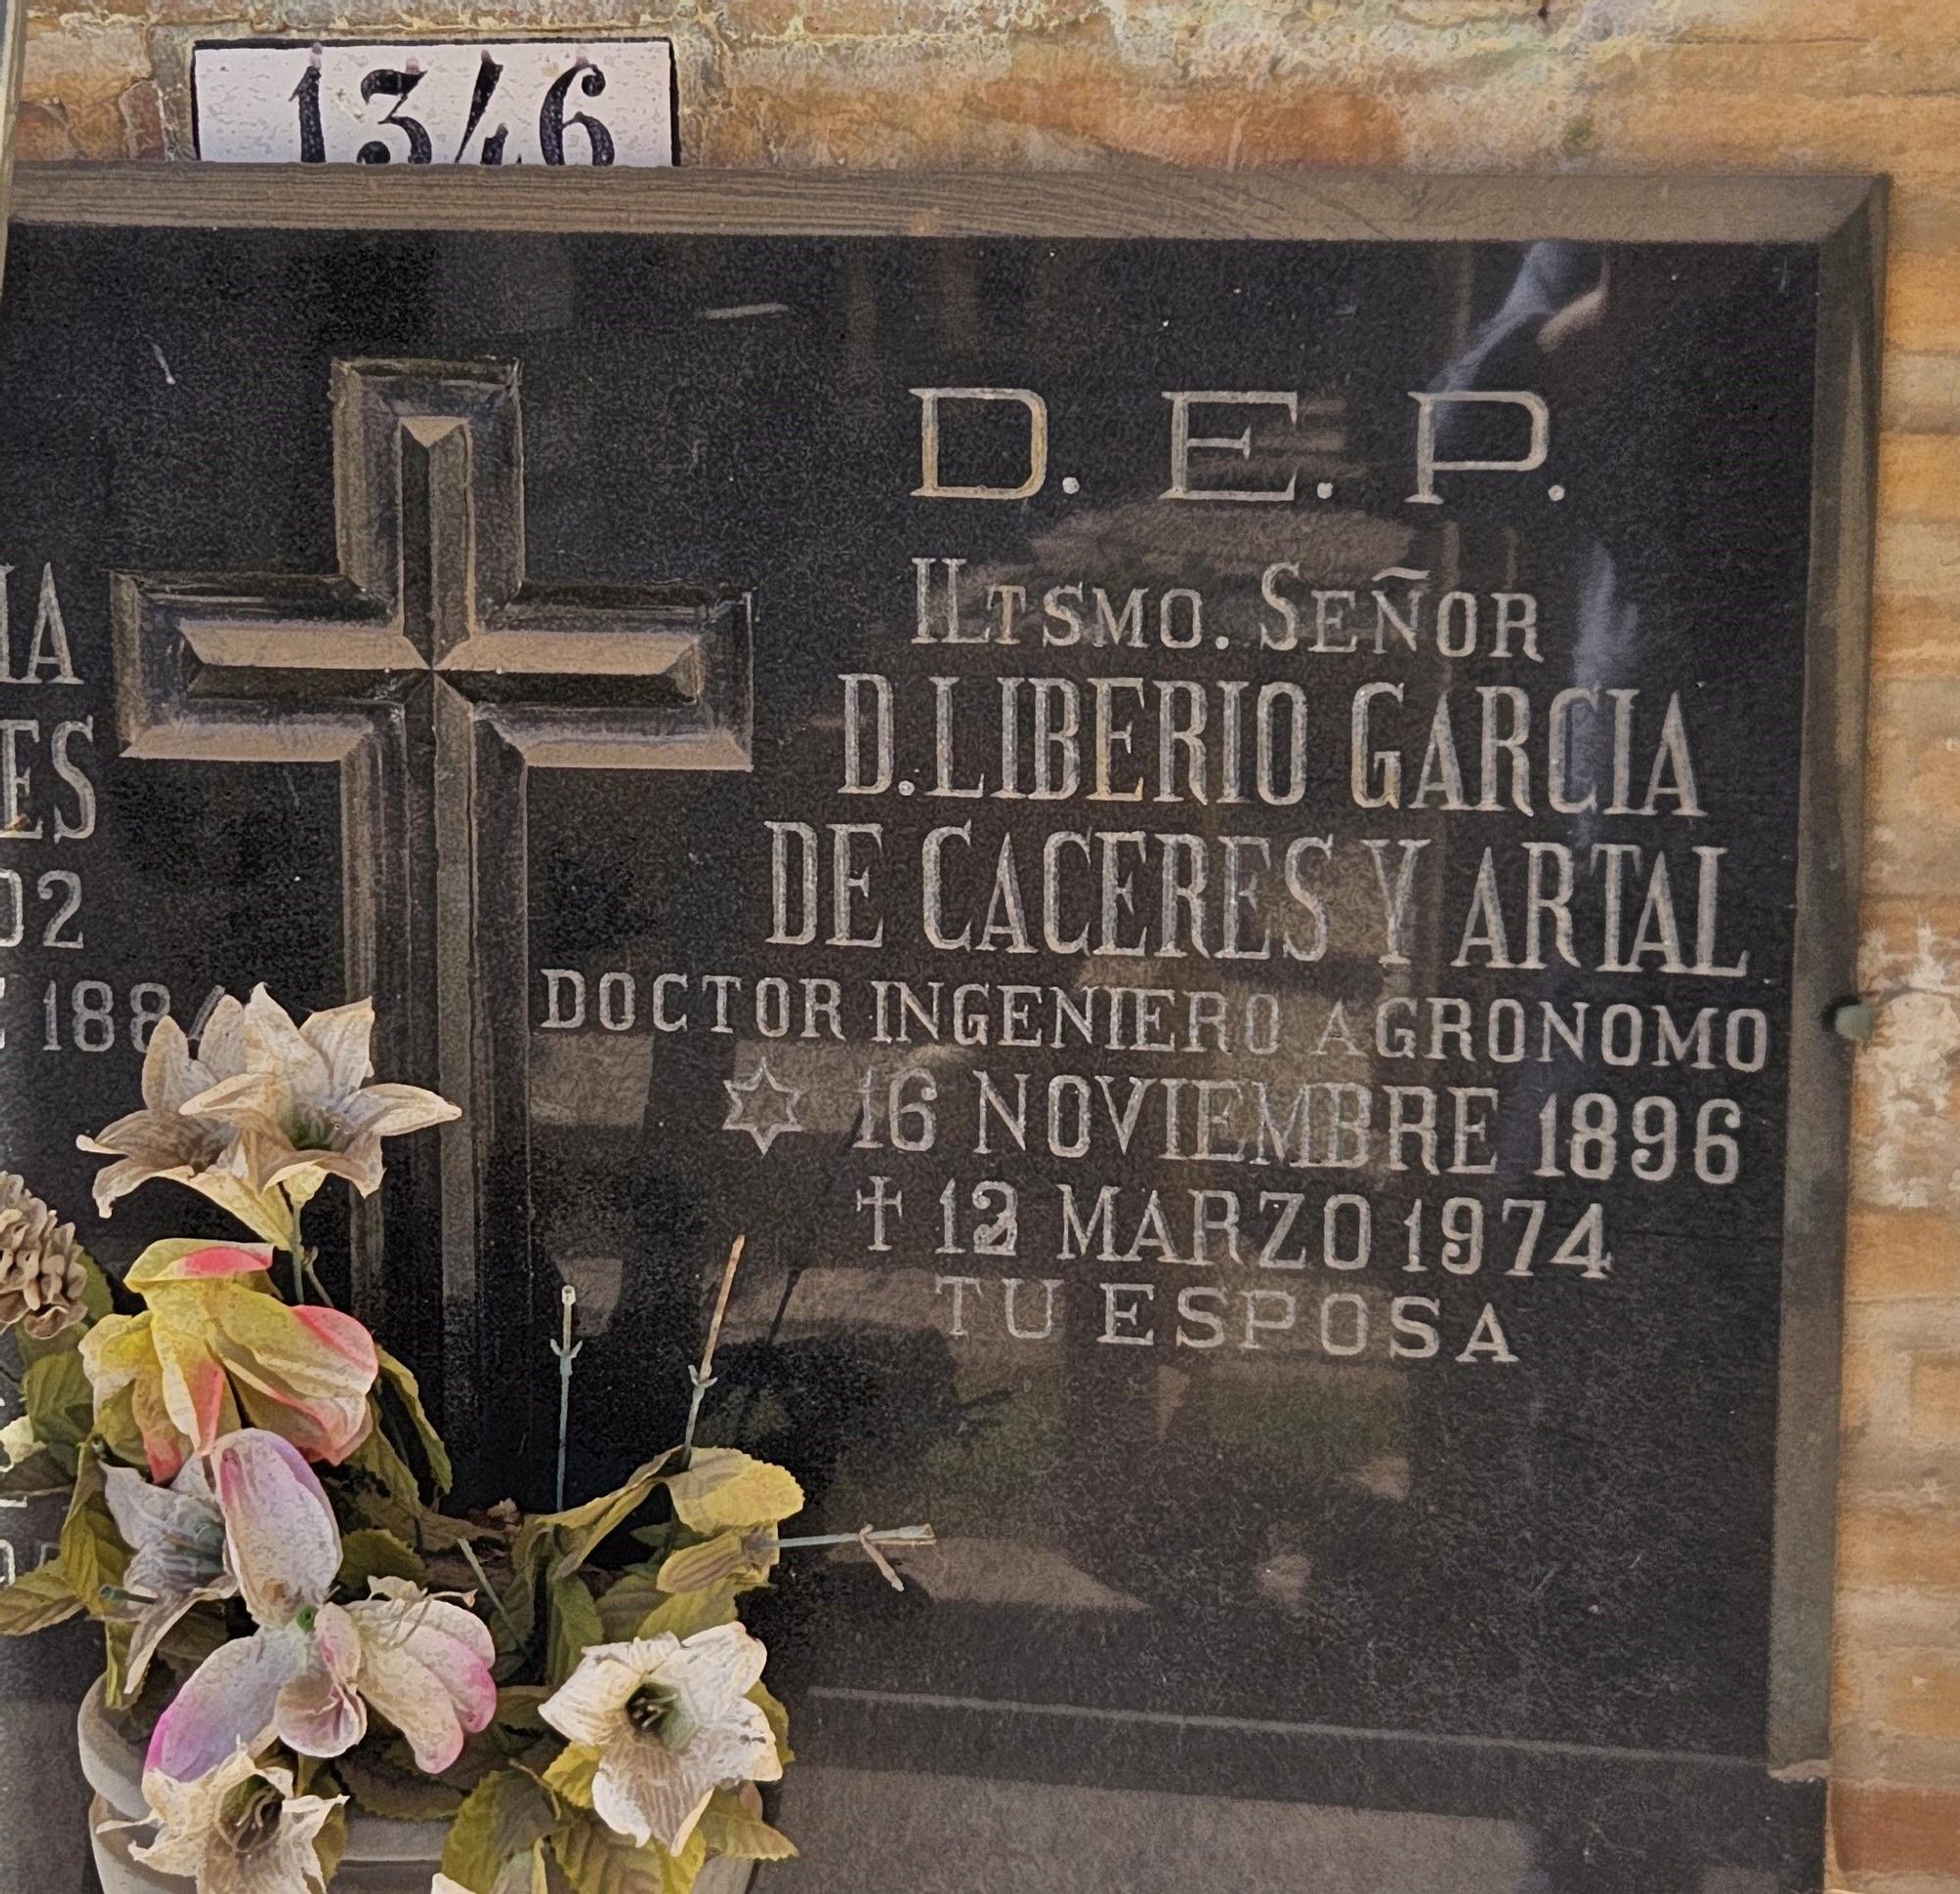 1346
D. E. P.
ILTSMO. SEÑOR
D. LIBERIO GARCIA
DE CACERES Y ARTAL
DOCTOR INGENIERO AGRONOMO
16 NOVIEMBRE 1896
† 12 MARZO 1974
TU ESPOSA
1884